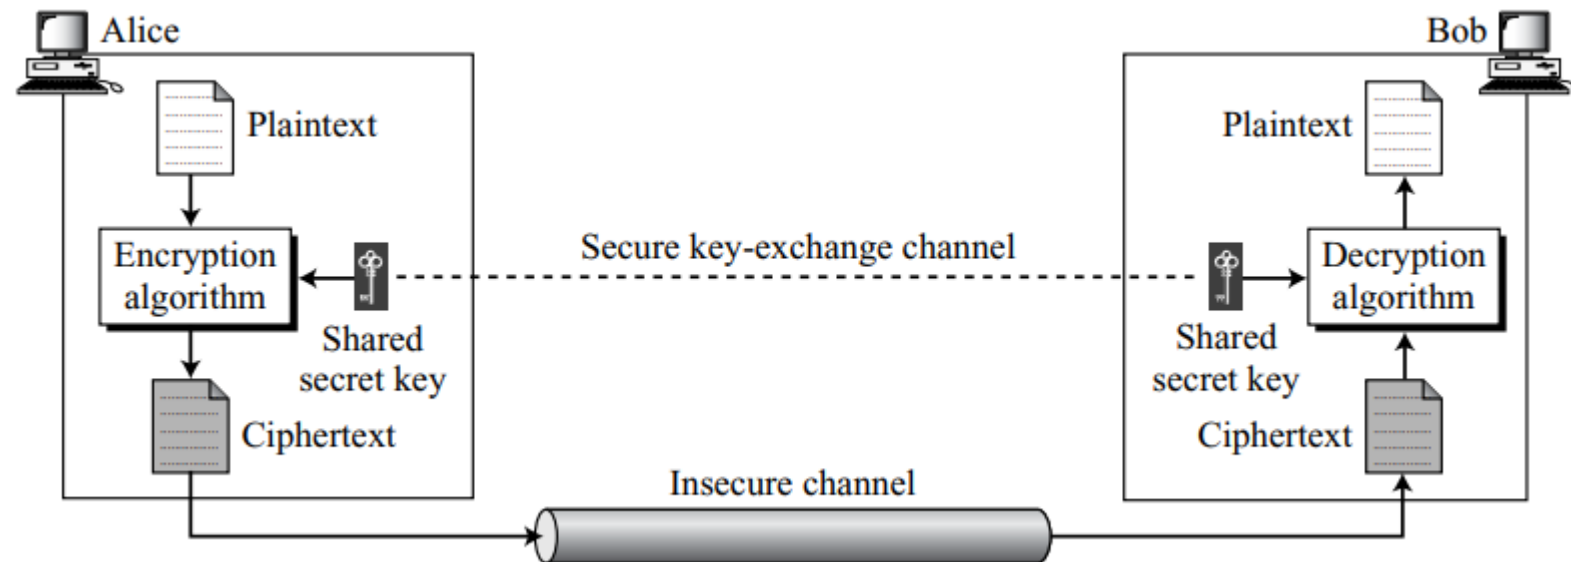 Alice
Bob
Plaintext
Plaintext
Encryption
algorithm
Secure key-exchange channel
Decryption
algorithm
Shared
secret key
Shared
secret key
Ciphertext
Ciphertext
Insecure channel